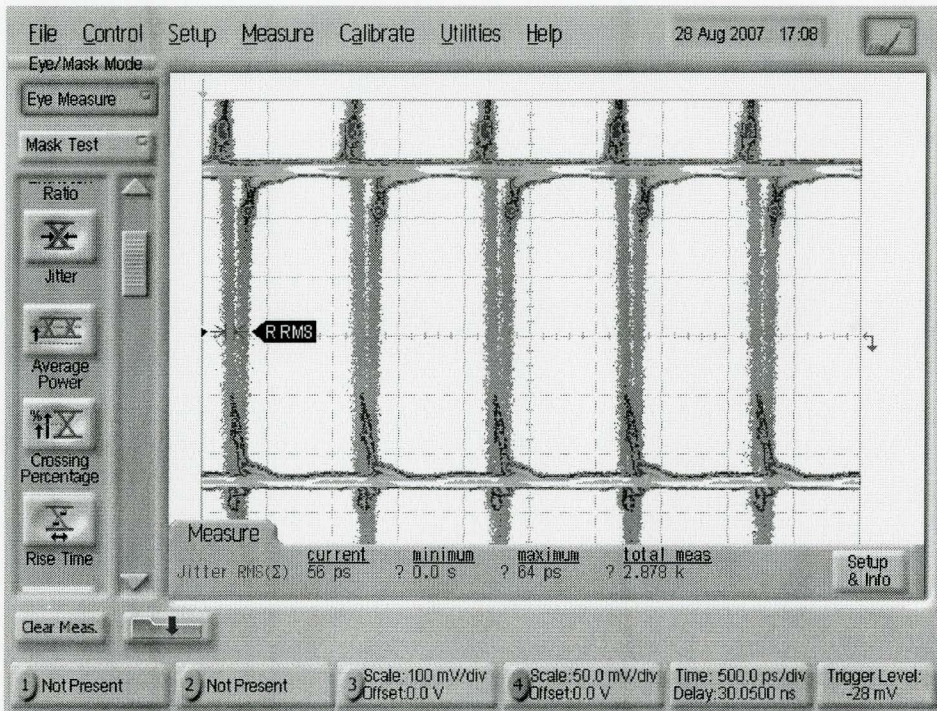 File Control Setup Measure Calibrate Utilities Help 28 Aug 2007 17:08
Eye/Mask Mode
Eye Measure
Mask Test
Ratio
Jitter
Average
Power
Crossing
Percentage
Rise Time
R RMS
Measure
current minimum maximum total meas
Jitter RMS(Σ) 56 ps ? 0.0 s ? 64 ps ? 2.878 k
Setup
& Info
Clear Meas.
1 Not Present
2 Not Present
3 Scale:100 mV/div
Offset:0.0 V
4 Scale:50.0 mV/div
Offset:0.0 V
Time:500.0 ps/div
Delay:30.0500 ns
Trigger Level:
-28 mV